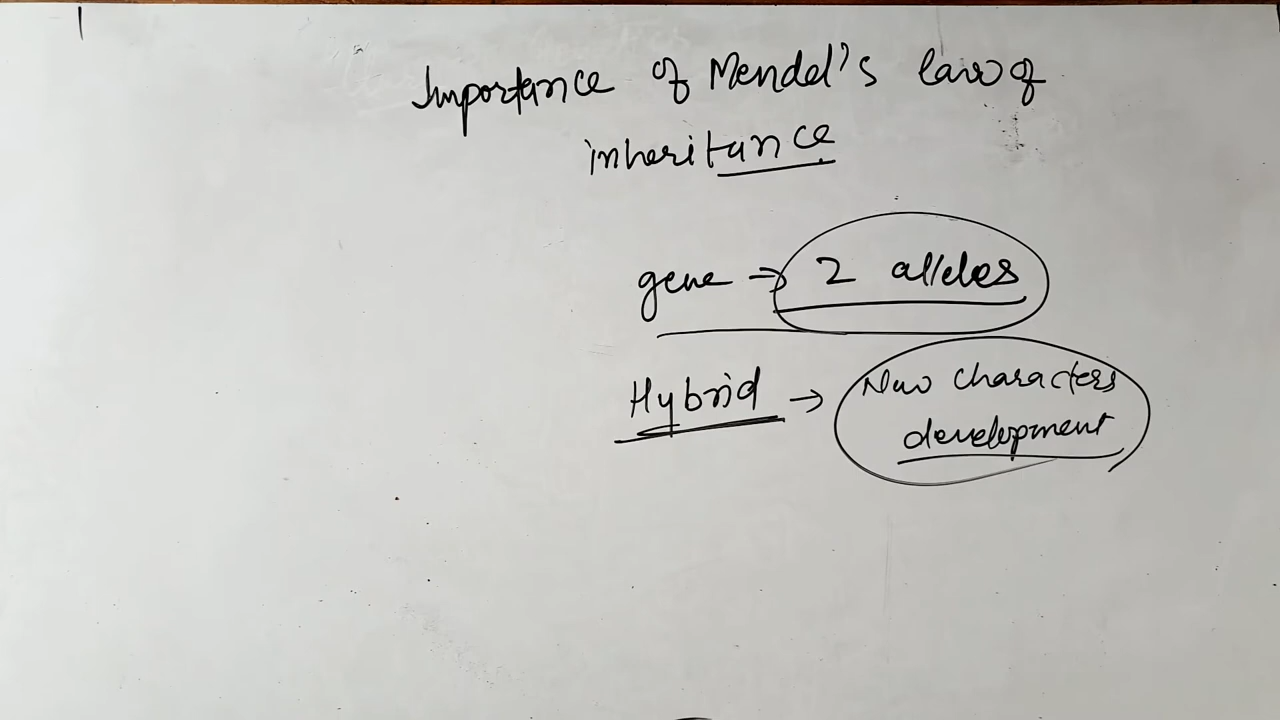 Importance of Mendel's law of
inheritance
gene → 2 alleles
Hybrid → New characters
development